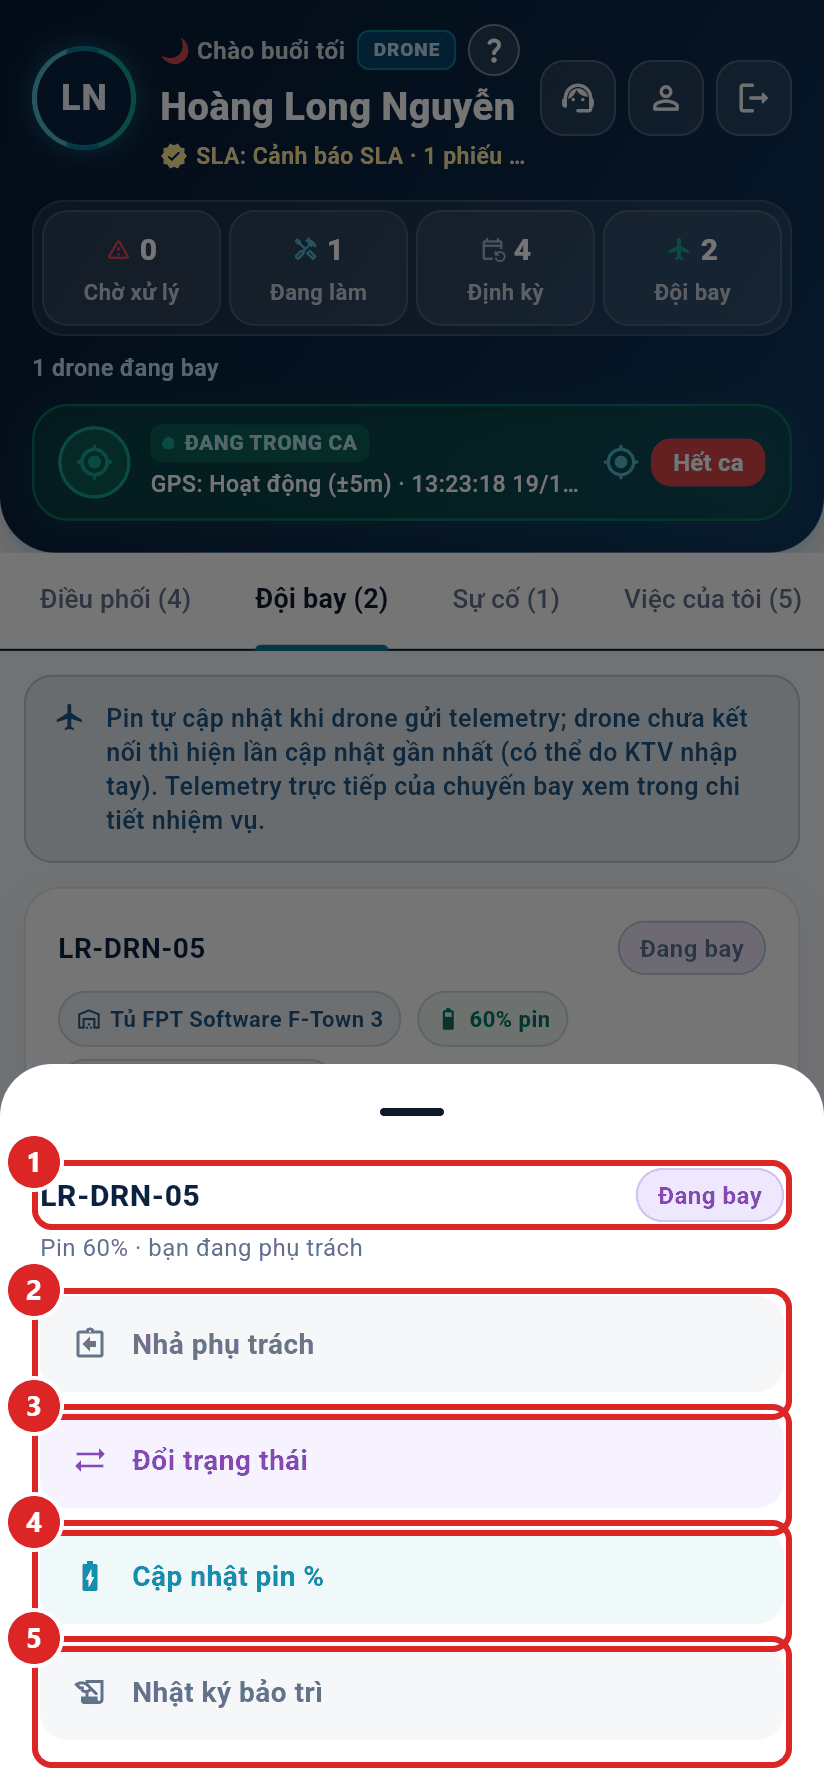 LN
Chào buổi tối
DRONE
?
Hoàng Long Nguyễn
SLA: Cảnh báo SLA · 1 phiếu ...
0
Chờ xử lý
1
Đang làm
4
Định kỳ
2
Đội bay
1 drone đang bay
ĐANG TRONG CA
GPS: Hoạt động (±5m) · 13:23:18 19/1...
Hết ca
Điều phối (4)
Đội bay (2)
Sự cố (1)
Việc của tôi (5)
Pin tự cập nhật khi drone gửi telemetry; drone chưa kết
nối thì hiện lần cập nhật gần nhất (có thể do KTV nhập
tay). Telemetry trực tiếp của chuyến bay xem trong chi
tiết nhiệm vụ.
LR-DRN-05
Đang bay
Tủ FPT Software F-Town 3
60% pin
1
LR-DRN-05
Đang bay
Pin 60% · bạn đang phụ trách
2
Nhả phụ trách
3
Đổi trạng thái
4
Cập nhật pin %
5
Nhật ký bảo trì